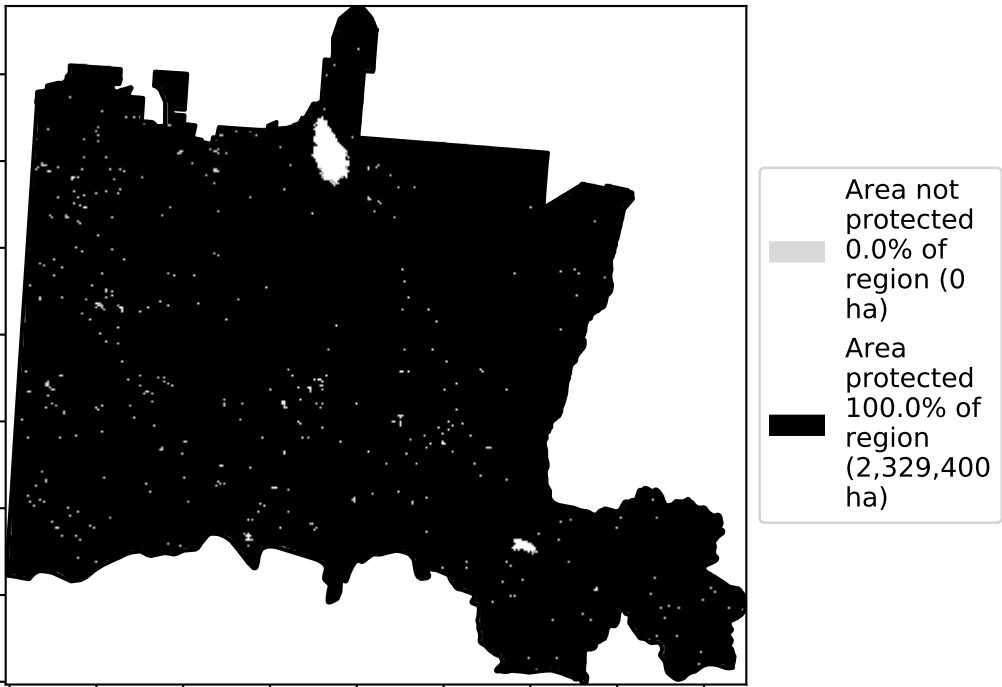 Area not
protected
0.0% of
region (0
ha)
Area
protected
100.0% of
region
(2,329,400
ha)